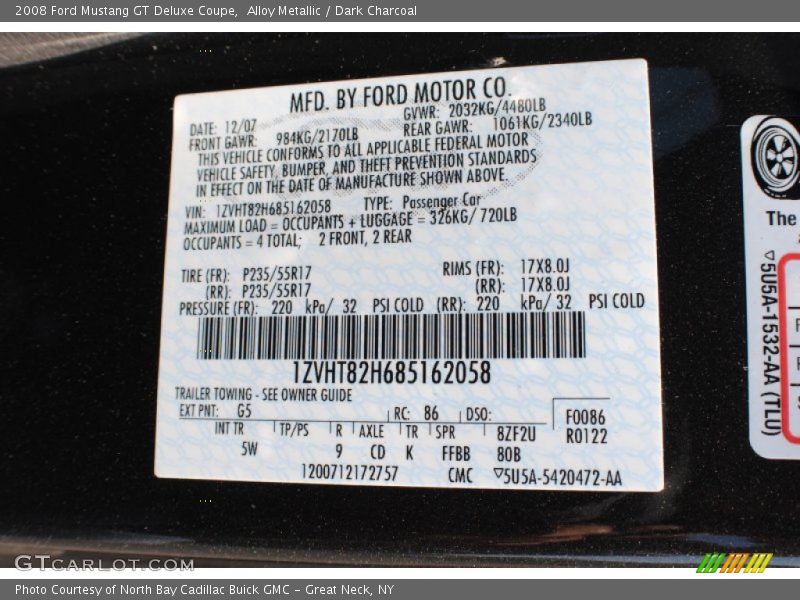 2008 Ford Mustang GT Deluxe Coupe, Alloy Metallic / Dark Charcoal
MFD. BY FORD MOTOR CO.
DATE: 12/07 GVWR: 2032KG/4480LB
FRONT GAWR: 984KG/2170LB REAR GAWR: 1061KG/2340LB
THIS VEHICLE CONFORMS TO ALL APPLICABLE FEDERAL MOTOR
VEHICLE SAFETY, BUMPER, AND THEFT PREVENTION STANDARDS
IN EFFECT ON THE DATE OF MANUFACTURE SHOWN ABOVE.
VIN: 1ZVHT82H685162058 TYPE: Passenger Car
MAXIMUM LOAD = OCCUPANTS + LUGGAGE = 326KG/ 720LB
OCCUPANTS = 4 TOTAL; 2 FRONT, 2 REAR
TIRE (FR): P235/55R17 RIMS (FR): 17X8.0J
(RR): P235/55R17 (RR): 17X8.0J
PRESSURE (FR): 220 kPa/ 32 PSI COLD (RR): 220 kPa/ 32 PSI COLD
1ZVHT82H685162058
TRAILER TOWING - SEE OWNER GUIDE
EXT PNT: G5 RC: 86 DSO: F0086
INT TR TP/PS R AXLE TR SPR 8ZF2U R0122
5W 9 CD K FFBB 80B
1200712172757 CMC ▽5U5A-5420472-AA
The
▽5U5A-1532-AA (TLU)
GTCARLOT.COM
Photo Courtesy of North Bay Cadillac Buick GMC - Great Neck, NY